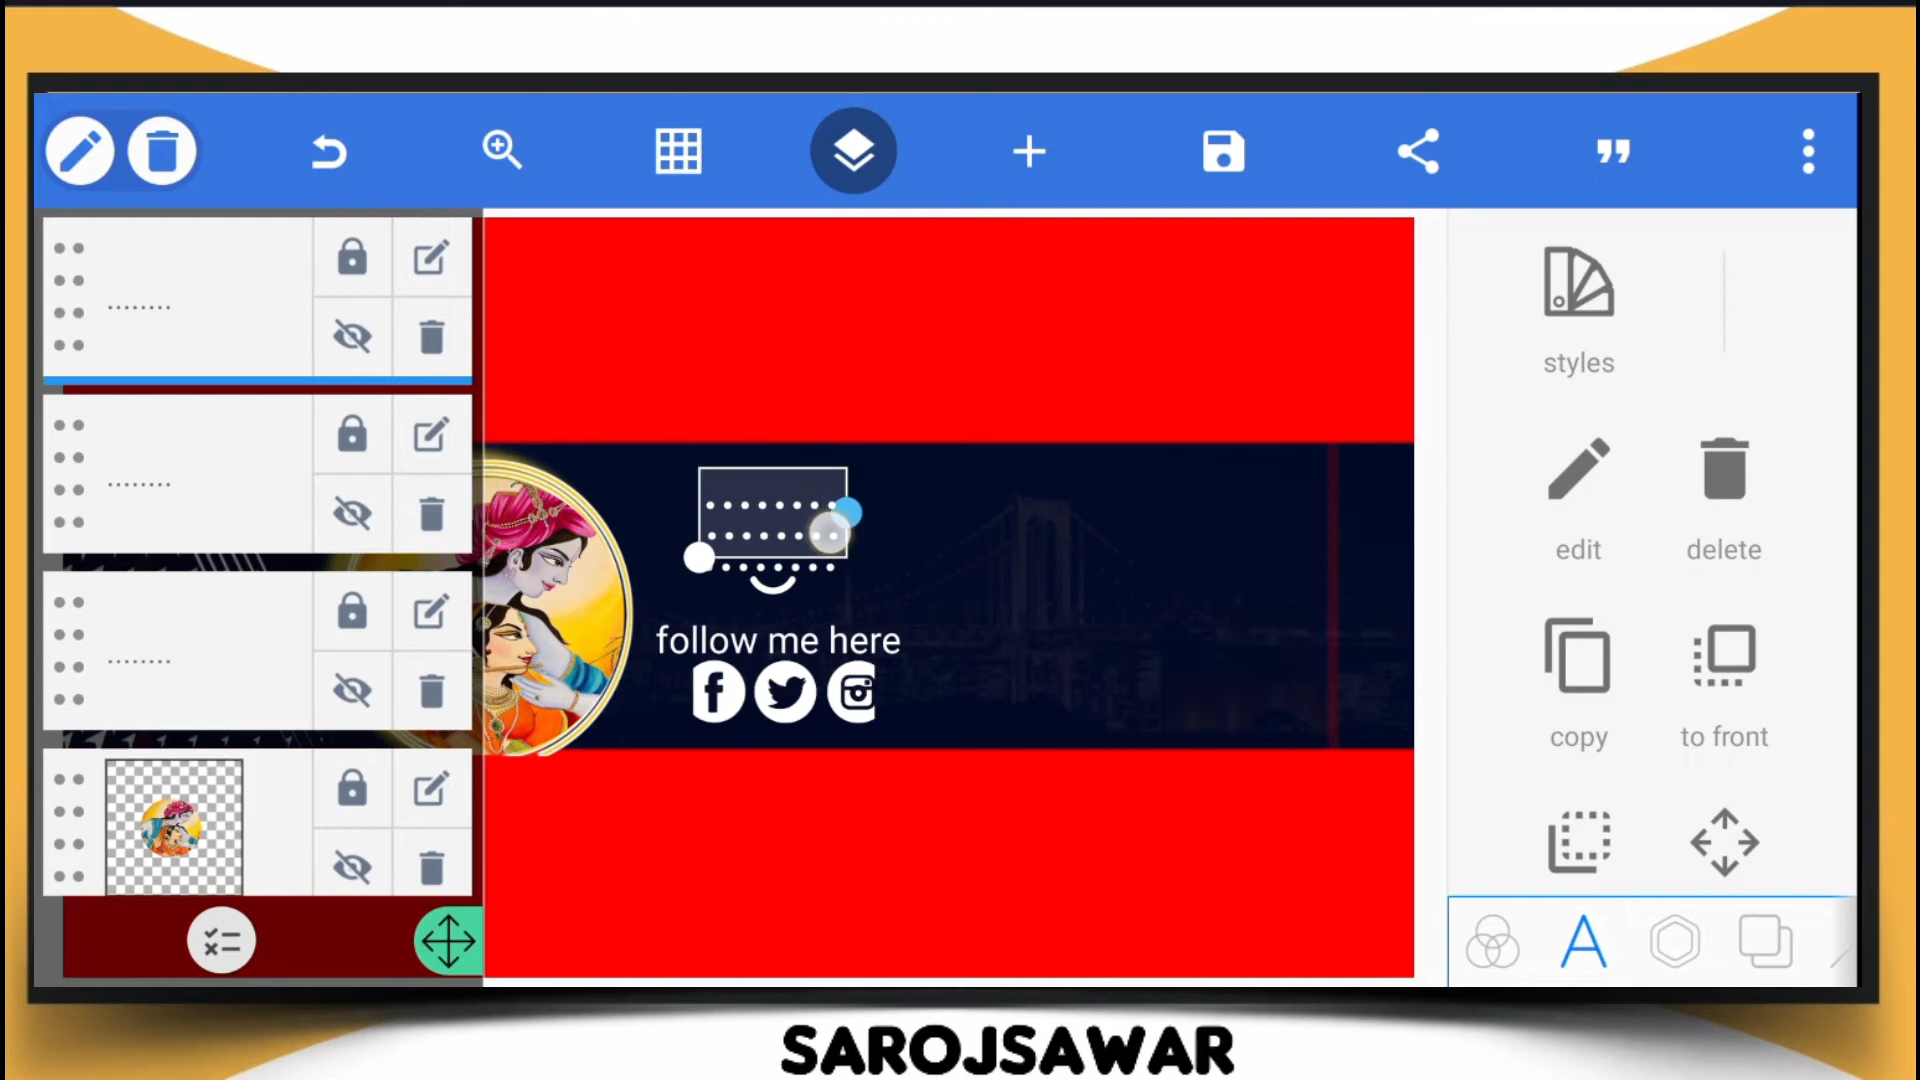 ........
styles
........
edit
delete
follow me here
........
copy
to front
SAROJSAWAR